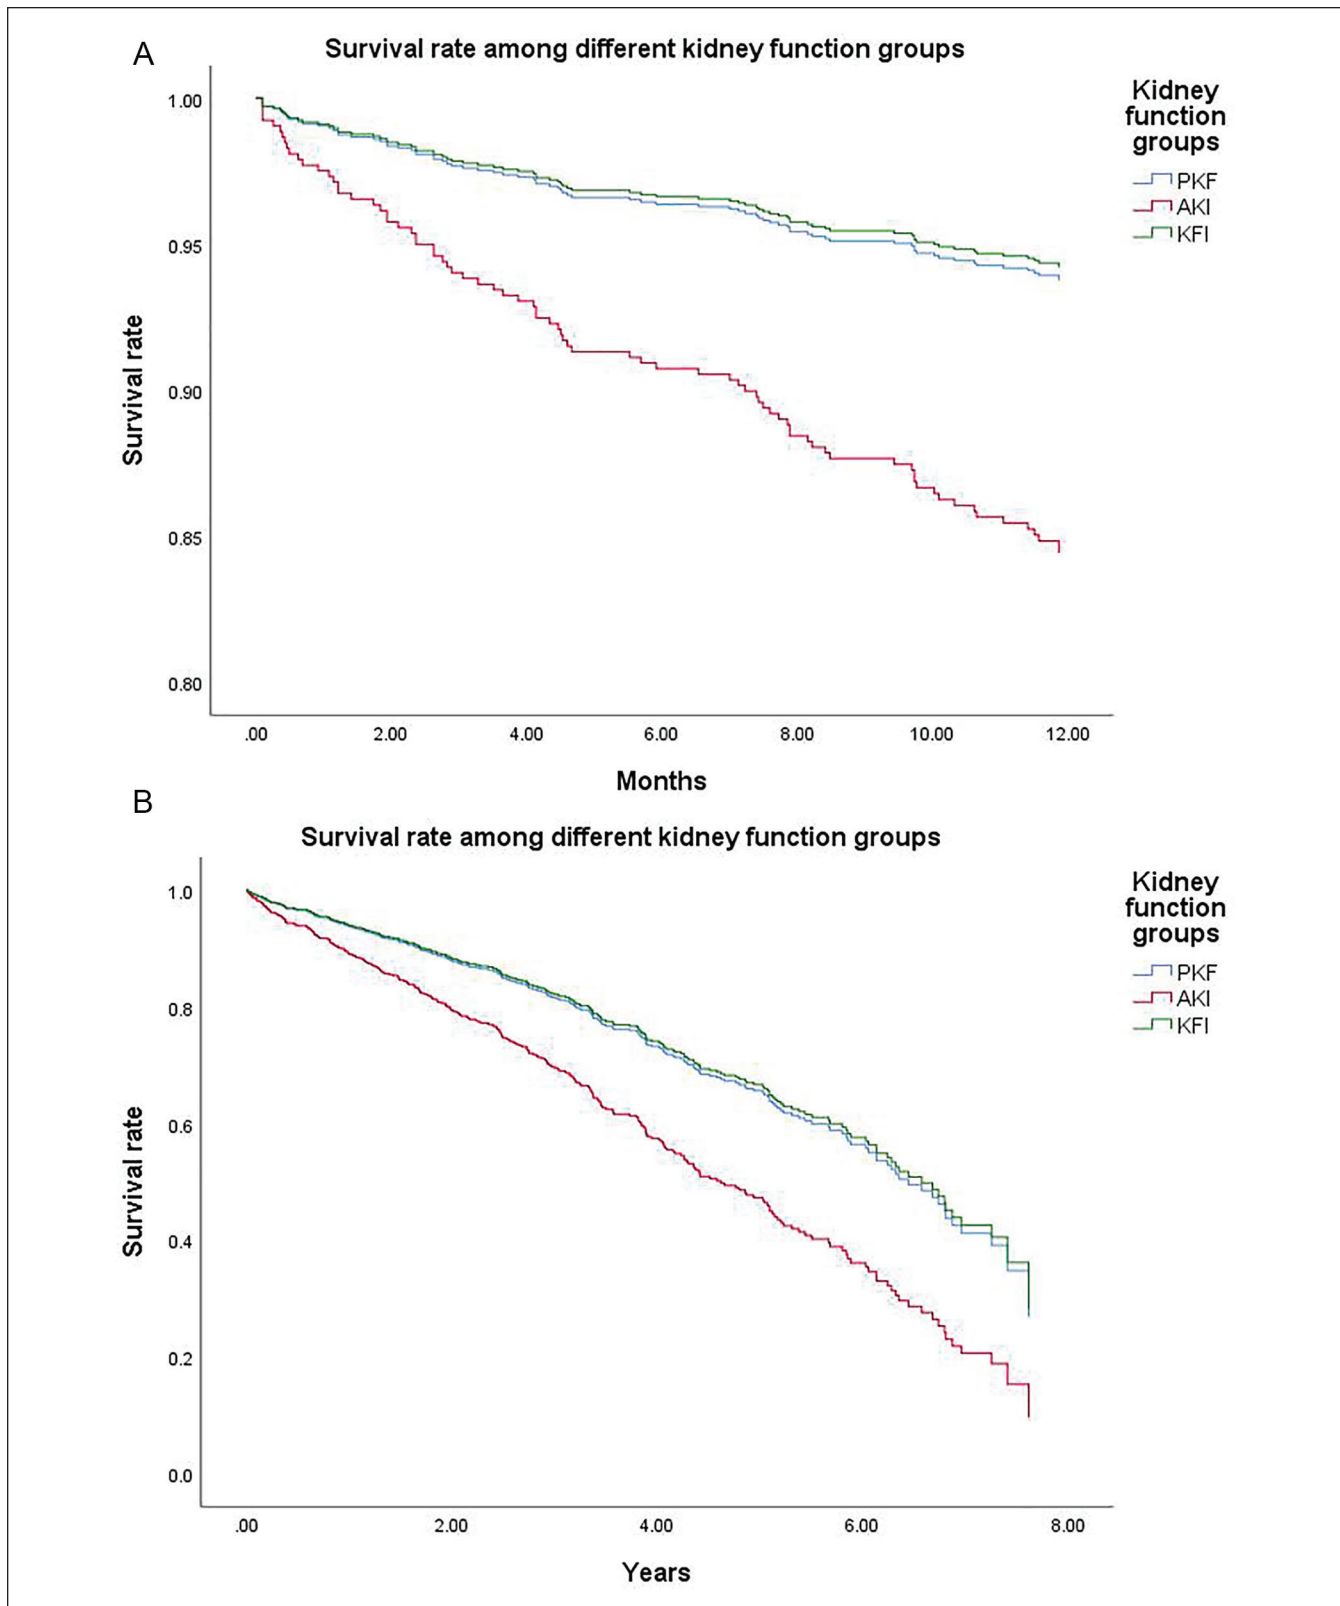 A
Survival rate among different kidney function groups
Kidney
function
groups
PKF
AKI
KFI
1.00
0.95
0.90
0.85
0.80
Survival rate
.00 2.00 4.00 6.00 8.00 10.00 12.00
Months
B
Survival rate among different kidney function groups
Kidney
function
groups
PKF
AKI
KFI
1.0
0.8
0.6
0.4
0.2
0.0
Survival rate
.00 2.00 4.00 6.00 8.00
Years